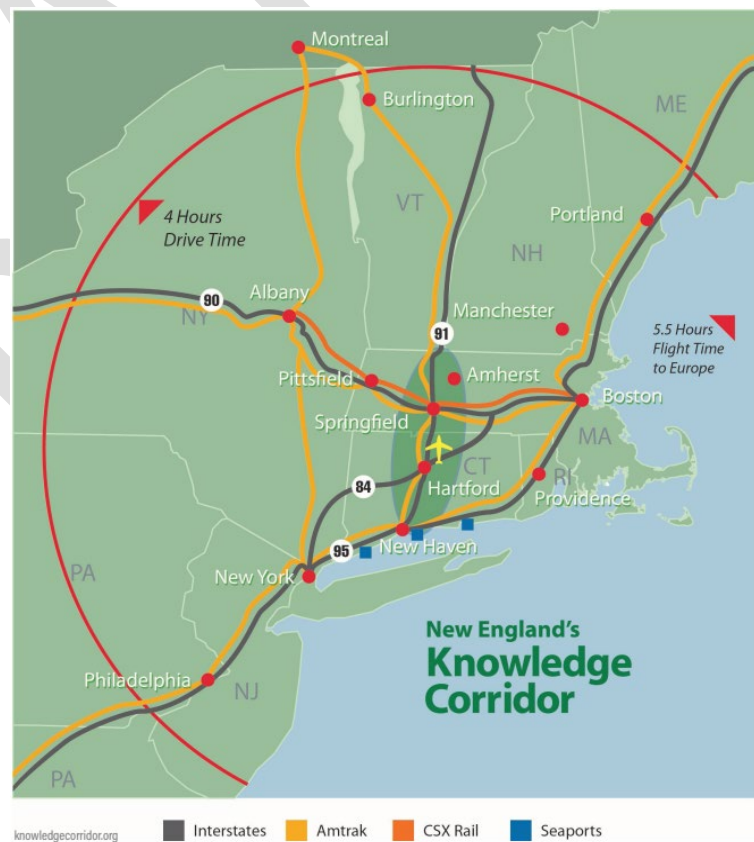 Montreal
Burlington
ME
VT
4 Hours
Drive Time
Portland
NH
Albany
90
NY
Manchester
91
5.5 Hours
Flight Time
to Europe
Pittsfield
Amherst
Springfield
Boston
MA
CT
Hartford
RI
Providence
84
95
New Haven
PA
New York
New England's
Knowledge
Corridor
Philadelphia
NJ
PA
knowledgecorridor.org
Interstates
Amtrak
CSX Rail
Seaports